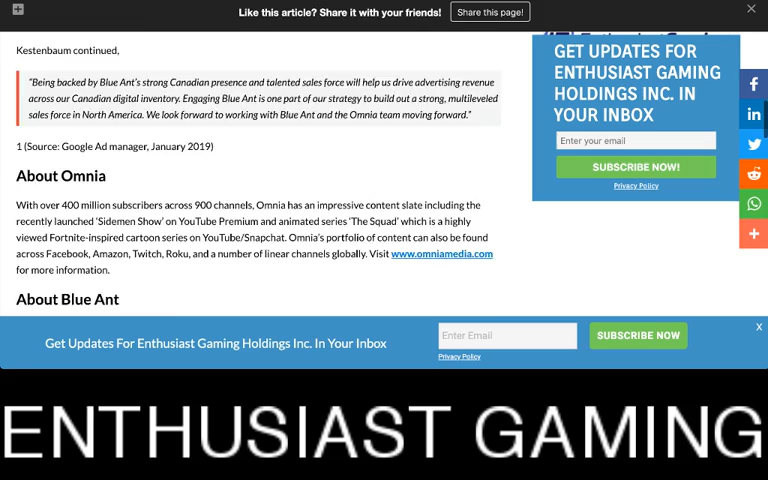 Like this article? Share it with your friends!
Share this page!
Kestenbaum continued,
"Being backed by Blue Ant's strong Canadian presence and talented sales force will help us drive advertising revenue
across our Canadian digital inventory. Engaging Blue Ant is one part of our strategy to build out a strong, multileveled
sales force in North America. We look forward to working with Blue Ant and the Omnia team moving forward."
1 (Source: Google Ad manager, January 2019)
About Omnia
With over 400 million subscribers across 900 channels, Omnia has an impressive content slate including the
recently launched 'Sidemen Show' on YouTube Premium and animated series 'The Squad' which is a highly
viewed Fortnite-inspired cartoon series on YouTube/Snapchat. Omnia's portfolio of content can also be found
across Facebook, Amazon, Twitch, Roku, and a number of linear channels globally. Visit www.omniamedia.com
for more information.
About Blue Ant
GET UPDATES FOR
ENTHUSIAST GAMING
HOLDINGS INC. IN
YOUR INBOX
Enter your email
SUBSCRIBE NOW!
Privacy Policy
Get Updates For Enthusiast Gaming Holdings Inc. In Your Inbox
Enter Email
SUBSCRIBE NOW
X
Privacy Policy
ENTHUSIAST GAMING